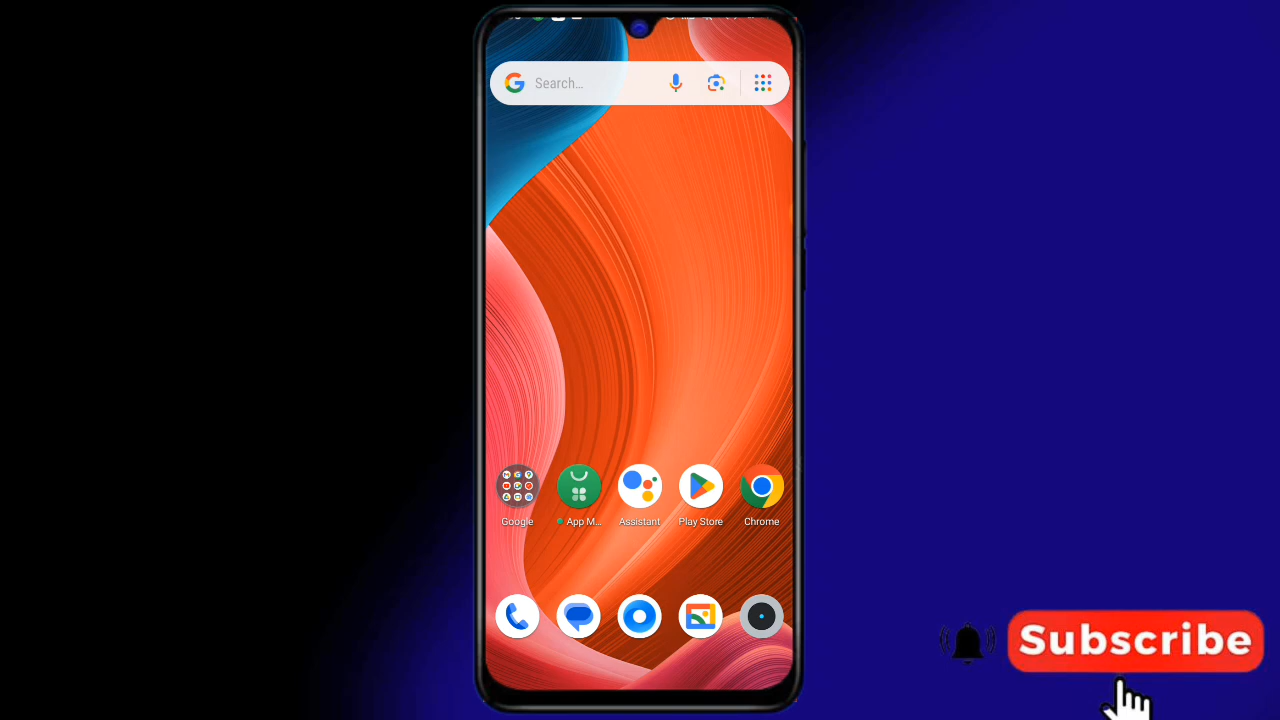 Search...
Google
App M...
Assistant
Play Store
Chrome
Subscribe